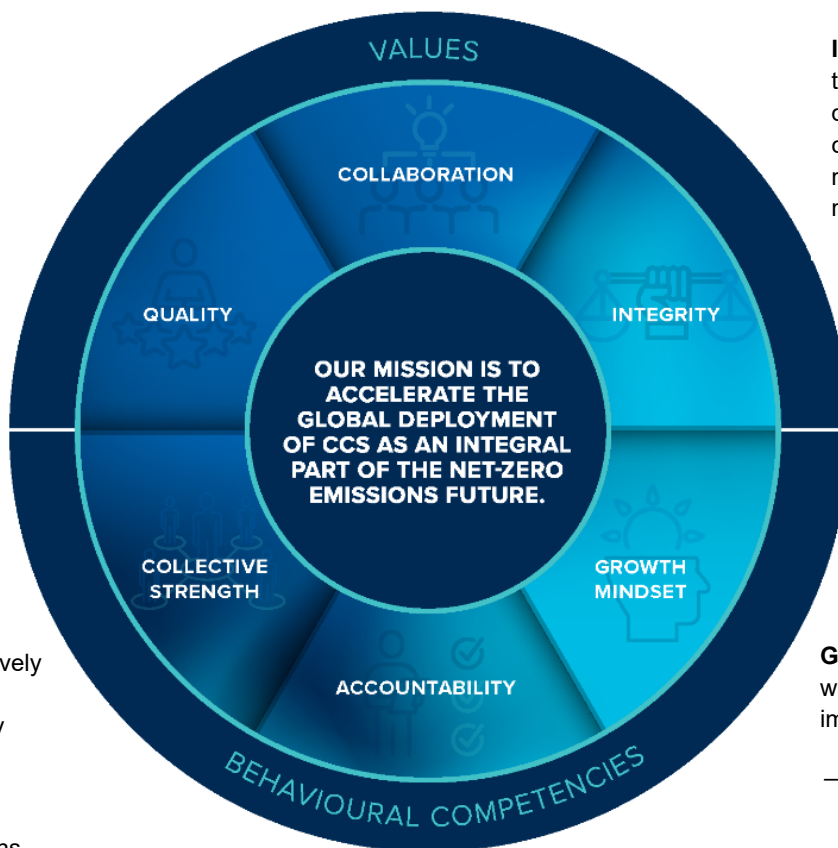 VALUES
COLLABORATION
QUALITY
INTEGRITY
OUR MISSION IS TO
ACCELERATE THE
GLOBAL DEPLOYMENT
OF CCS AS AN INTEGRAL
PART OF THE NET-ZERO
EMISSIONS FUTURE.
COLLECTIVE
STRENGTH
GROWTH
MINDSET
ACCOUNTABILITY
BEHAVIOURAL COMPETENCIES